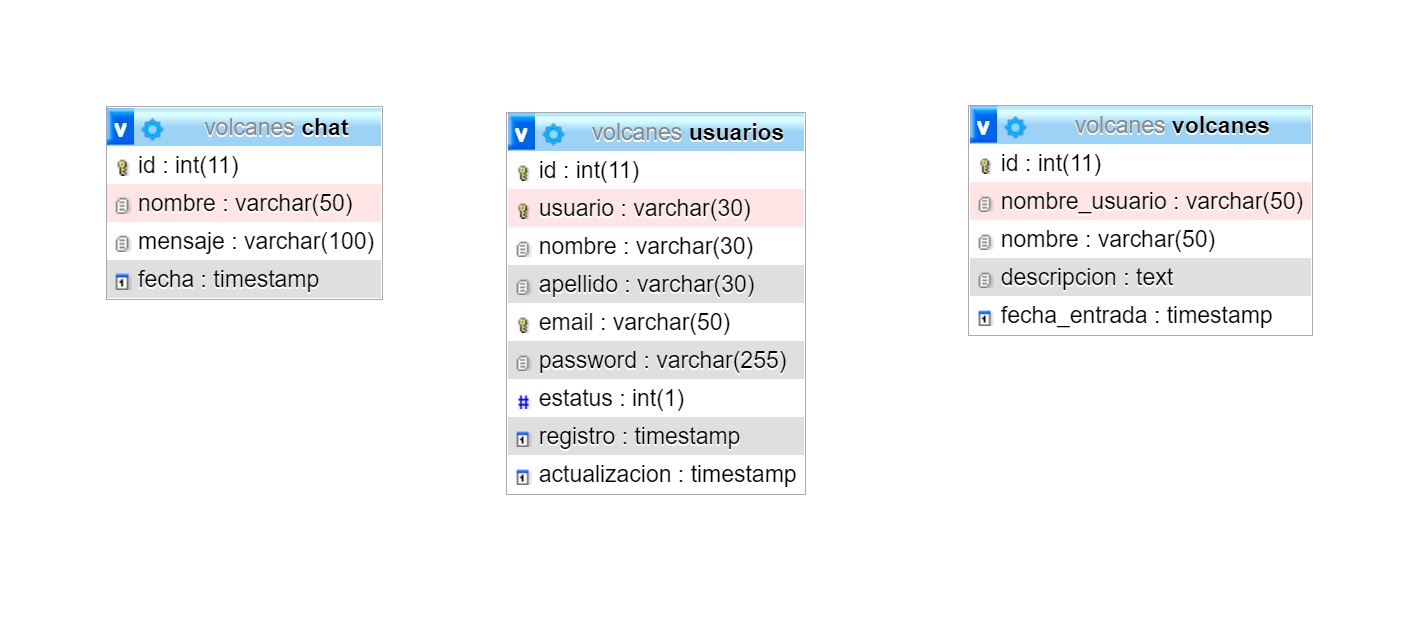 v volcanes chat
id : int(11)
nombre : varchar(50)
mensaje : varchar(100)
fecha : timestamp
v volcanes usuarios
id : int(11)
usuario : varchar(30)
nombre : varchar(30)
apellido : varchar(30)
email : varchar(50)
password : varchar(255)
# estatus : int(1)
registro : timestamp
actualizacion : timestamp
v volcanes volcanes
id : int(11)
nombre_usuario : varchar(50)
nombre : varchar(50)
descripcion : text
fecha_entrada : timestamp